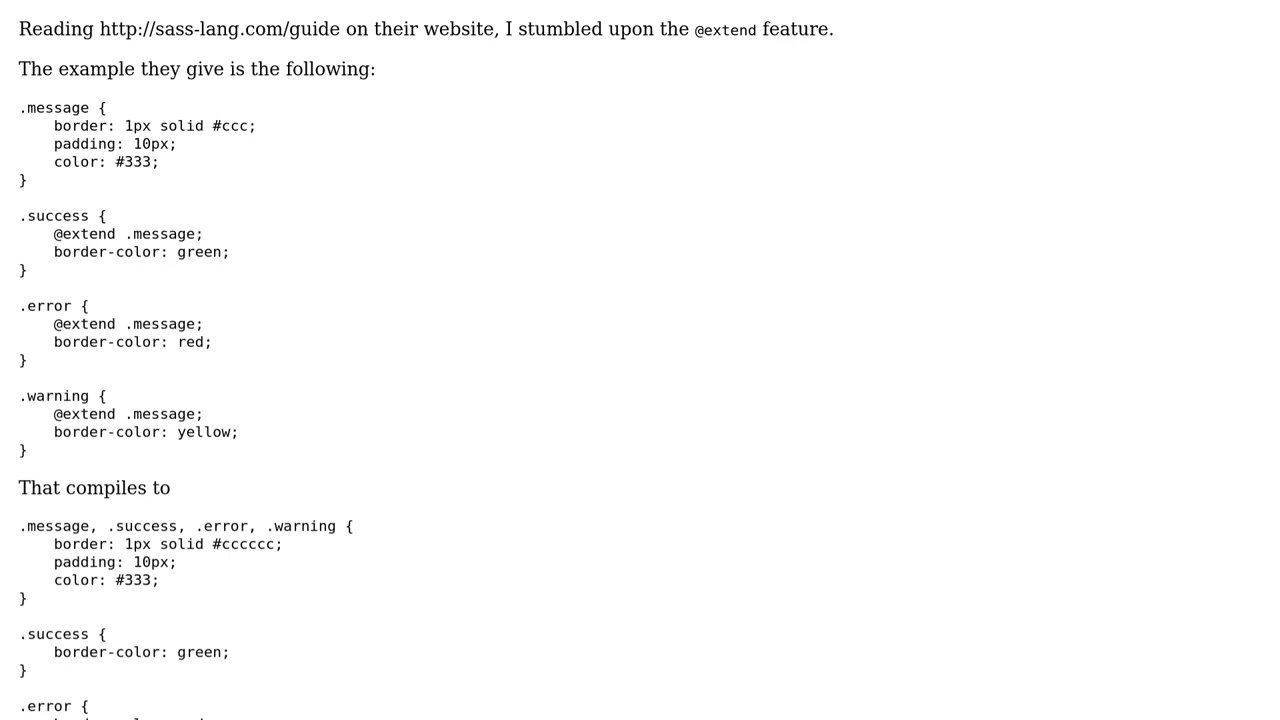 Reading http://sass-lang.com/guide on their website, I stumbled upon the @extend feature.
The example they give is the following:
.message {
    border: 1px solid #ccc;
    padding: 10px;
    color: #333;
}
.success {
    @extend .message;
    border-color: green;
}
.error {
    @extend .message;
    border-color: red;
}
.warning {
    @extend .message;
    border-color: yellow;
}
That compiles to
.message, .success, .error, .warning {
    border: 1px solid #cccccc;
    padding: 10px;
    color: #333;
}
.success {
    border-color: green;
}
.error {